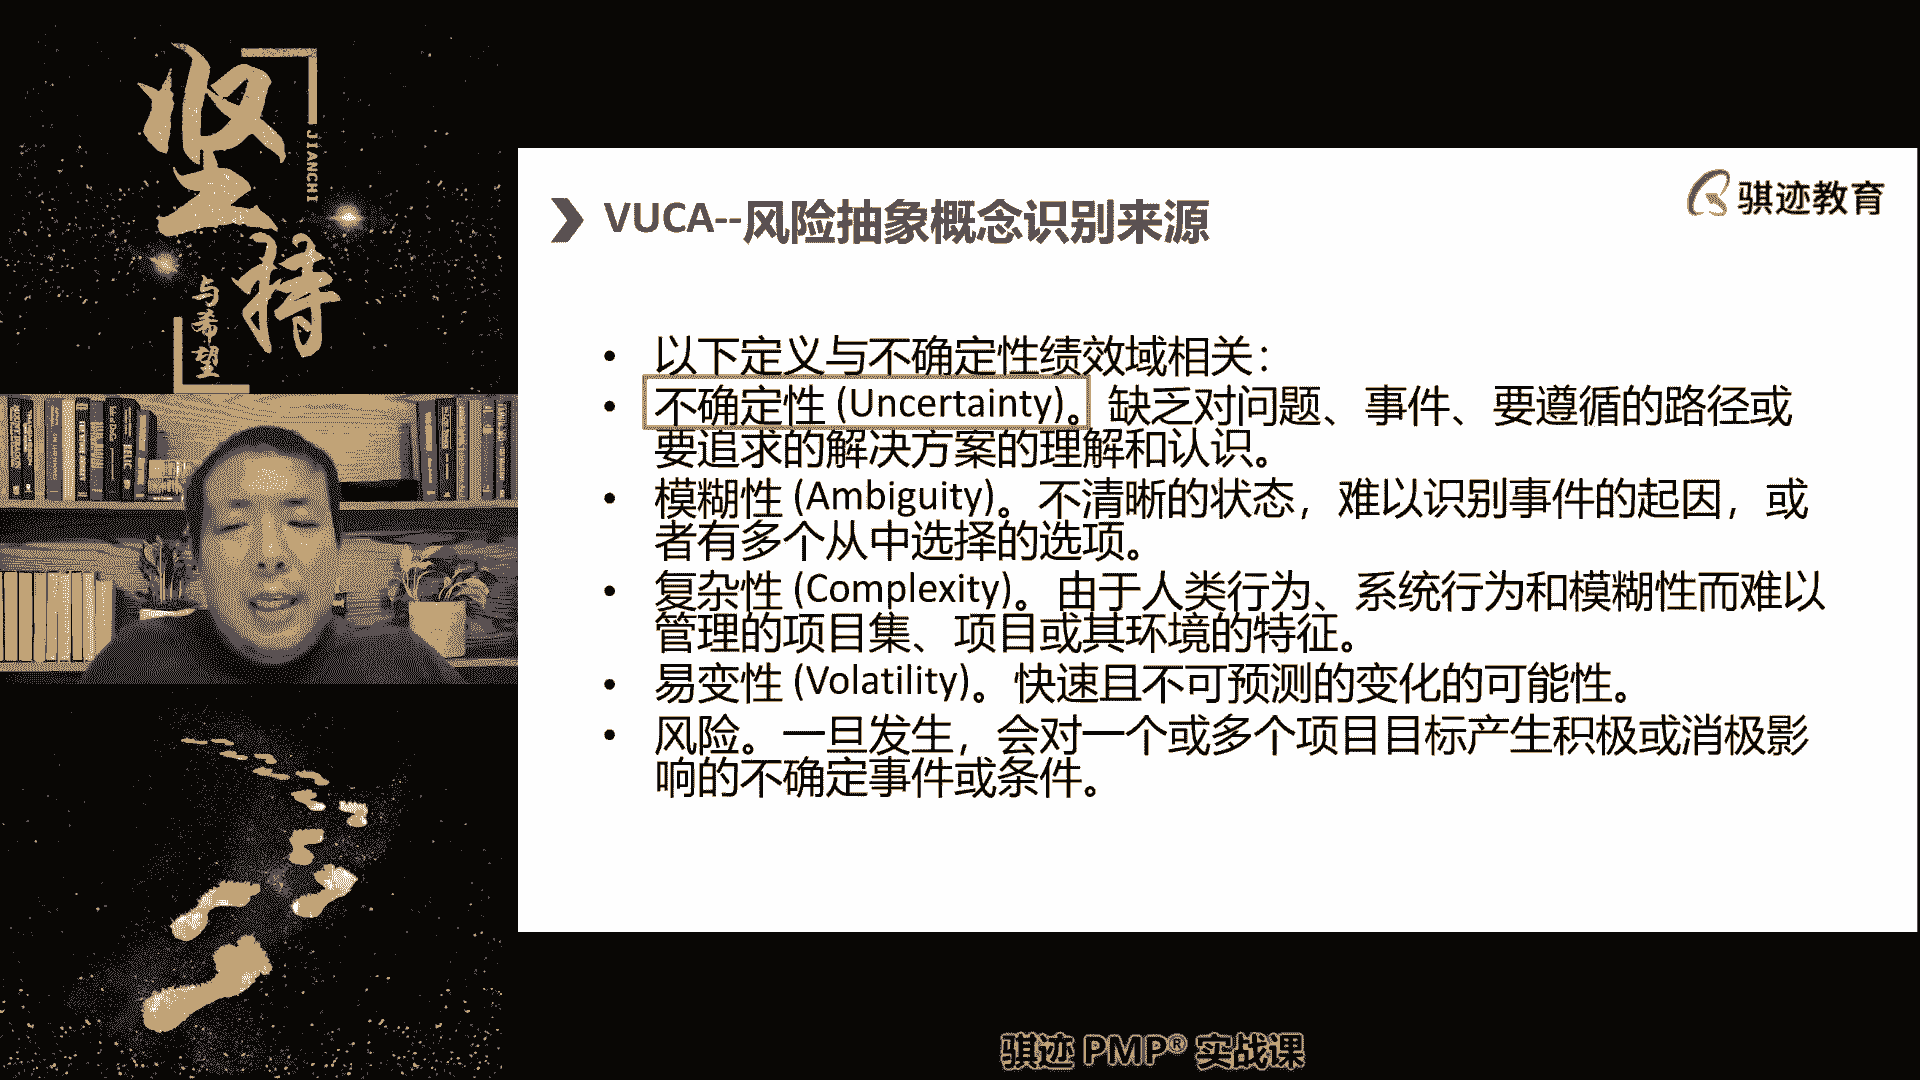 坚持
JIANCHI
与希望
骐迹教育
VUCA--风险抽象概念识别来源
• 以下定义与不确定性绩效域相关：
• 不确定性 (Uncertainty)。缺乏对问题、事件、要遵循的路径或
要追求的解决方案的理解和认识。
• 模糊性 (Ambiguity)。不清晰的状态，难以识别事件的起因，或
者有多个从中选择的选项。
• 复杂性 (Complexity)。由于人类行为、系统行为和模糊性而难以
管理的项目集、项目或其环境的特征。
• 易变性 (Volatility)。快速且不可预测的变化的可能性。
• 风险。一旦发生，会对一个或多个项目目标产生积极或消极影
响的不确定事件或条件。
骐迹 PMP® 实战课